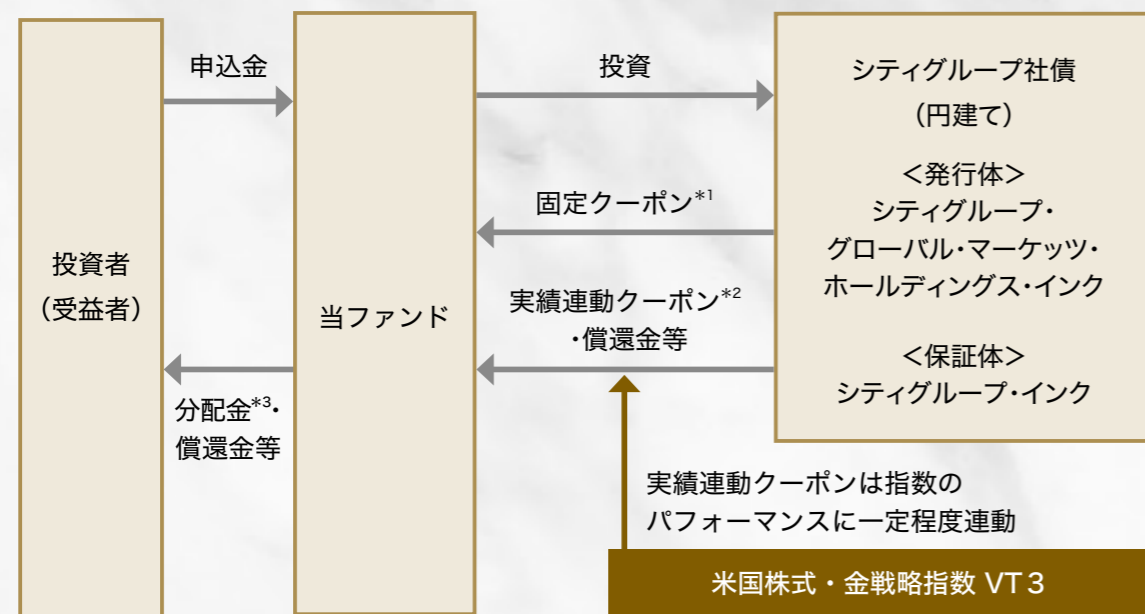 投資者
（受益者）
申込金
分配金*3・
償還金等
当ファンド
投資
固定クーポン*1
実績連動クーポン*2
・償還金等
シティグループ社債
（円建て）
＜発行体＞
シティグループ・
グローバル・マーケッツ・
ホールディングス・インク
＜保証体＞
シティグループ・インク
実績連動クーポンは指数の
パフォーマンスに一定程度連動
米国株式・金戦略指数 VT3